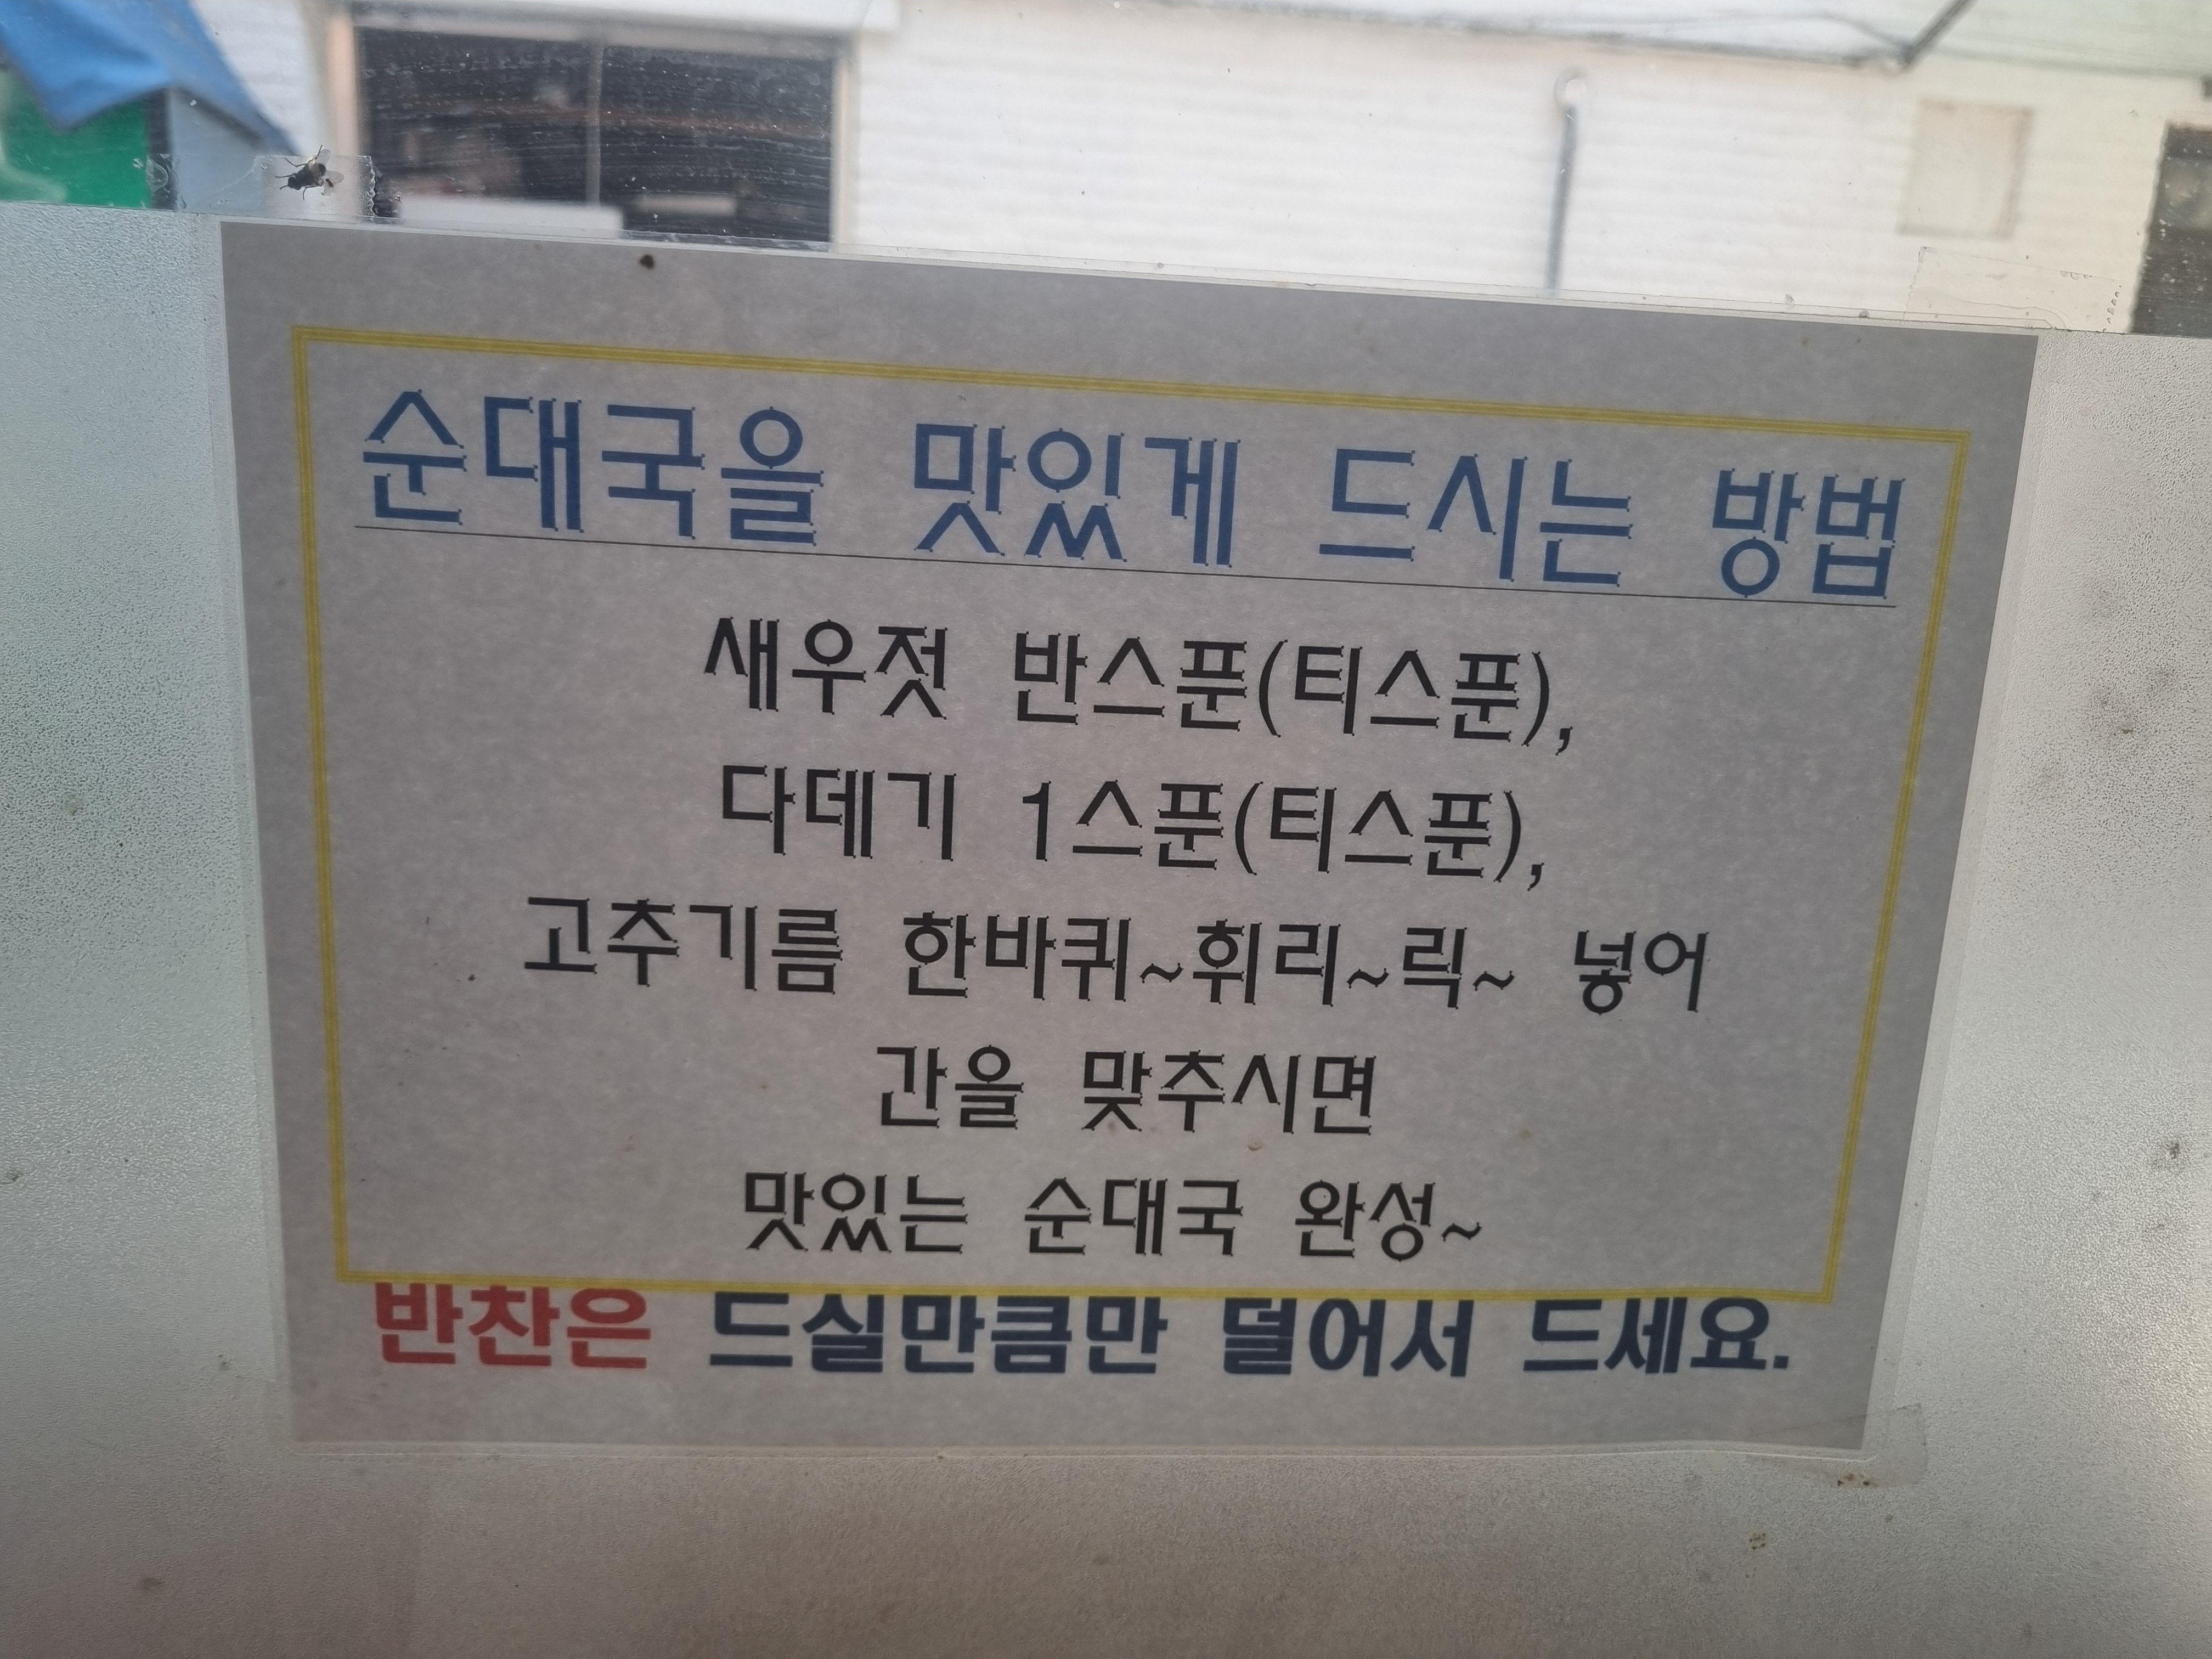 순대국을 맛있게 드시는 방법
새우젓 반스푼(티스푼),
다데기 1스푼(티스푼),
고추기름 한바퀴~휘리~릭~ 넣어
간을 맞추시면
맛있는 순대국 완성~
반찬은 드실만큼만 덜어서 드세요.